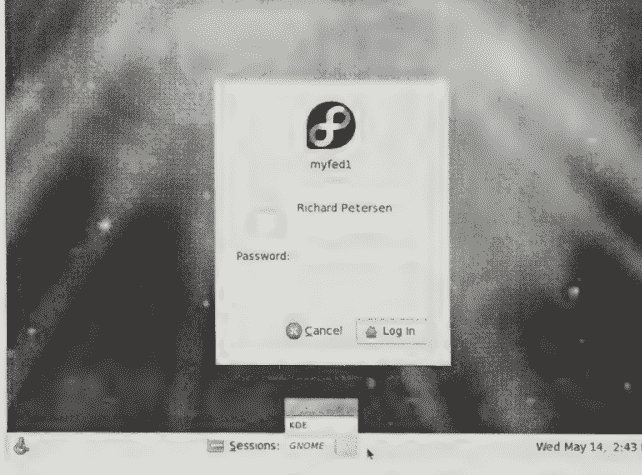 myfed1
Richard Petersen
Password:
Cancel
Log In
KDE
Sessions: GNOME
Wed May 14, 2:43